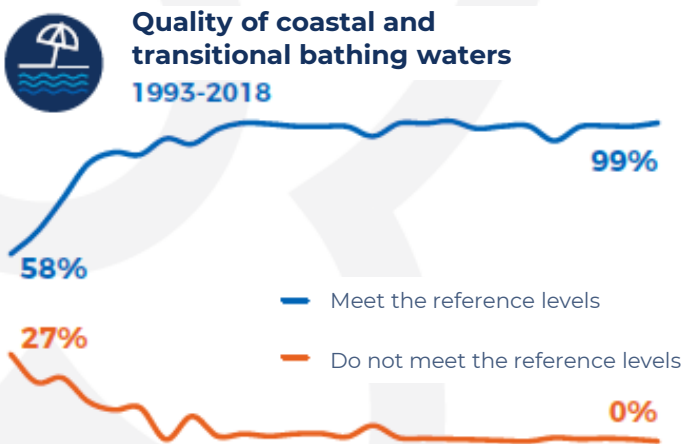 Quality of coastal and
transitional bathing waters
1993-2018
99%
58%
Meet the reference levels
27%
Do not meet the reference levels
0%